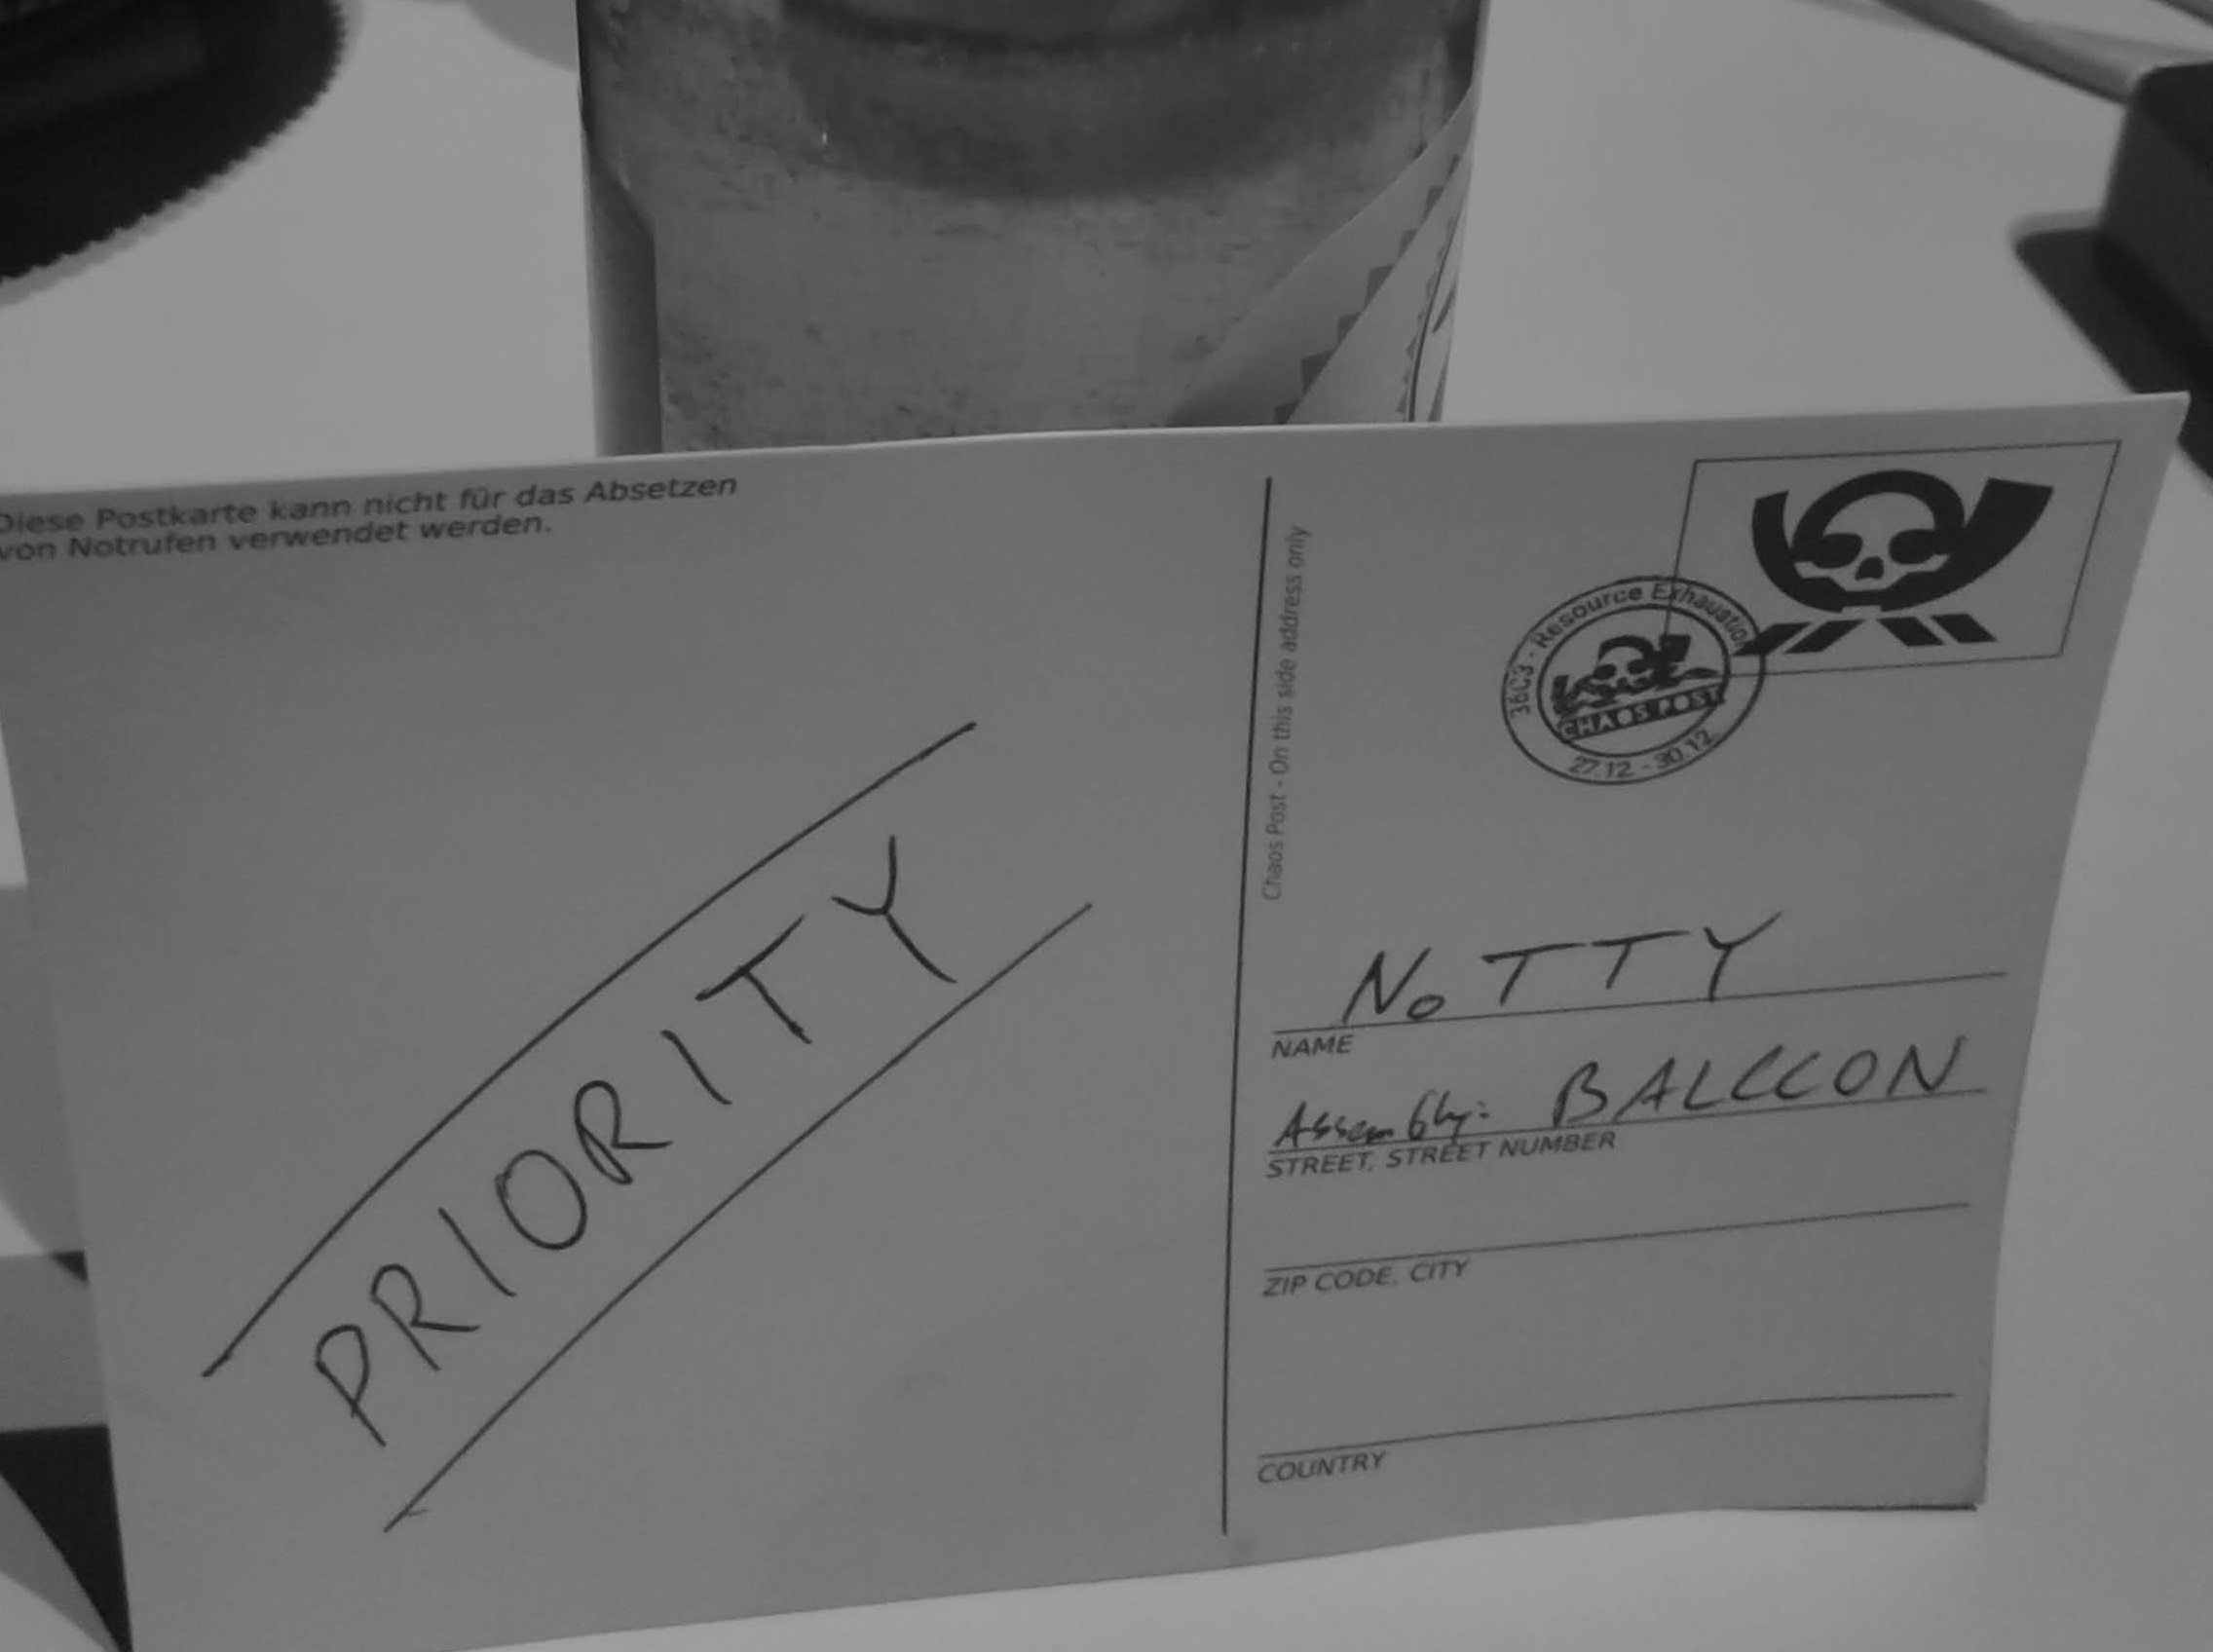 Diese Postkarte kann nicht für das Absetzen
von Notrufen verwendet werden.
PRIORITY
Chaos Post - On this side address only
36C3 - Resource Exhaustion
CHAOS POST
27.12 - 30.12
NoTTY
NAME
Assembly: BALCCON
STREET, STREET NUMBER
ZIP CODE, CITY
COUNTRY